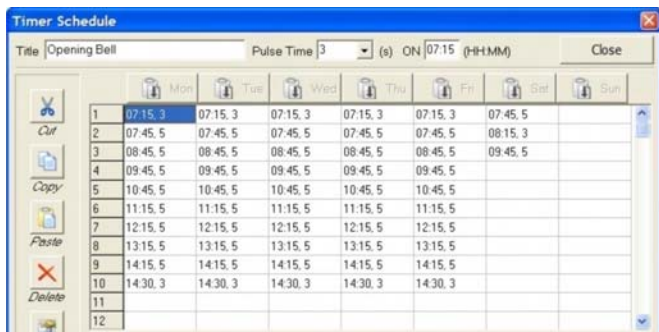 Timer Schedule
Title Opening Bell Pulse Time 3 (s) ON 07:15 (HH:MM) Close
Mon Tue Wed Thu Fri Sat Sun
Cut
Copy
Paste
Delete
1 07:15, 3 07:15, 3 07:15, 3 07:15, 3 07:15, 3 07:45, 5
2 07:45, 5 07:45, 5 07:45, 5 07:45, 5 07:45, 5 08:15, 3
3 08:45, 5 08:45, 5 08:45, 5 08:45, 5 08:45, 5 09:45, 5
4 09:45, 5 09:45, 5 09:45, 5 09:45, 5 09:45, 5
5 10:45, 5 10:45, 5 10:45, 5 10:45, 5 10:45, 5
6 11:15, 5 11:15, 5 11:15, 5 11:15, 5 11:15, 5
7 12:15, 5 12:15, 5 12:15, 5 12:15, 5 12:15, 5
8 13:15, 5 13:15, 5 13:15, 5 13:15, 5 13:15, 5
9 14:15, 5 14:15, 5 14:15, 5 14:15, 5 14:15, 5
10 14:30, 3 14:30, 3 14:30, 3 14:30, 3 14:30, 3
11
12